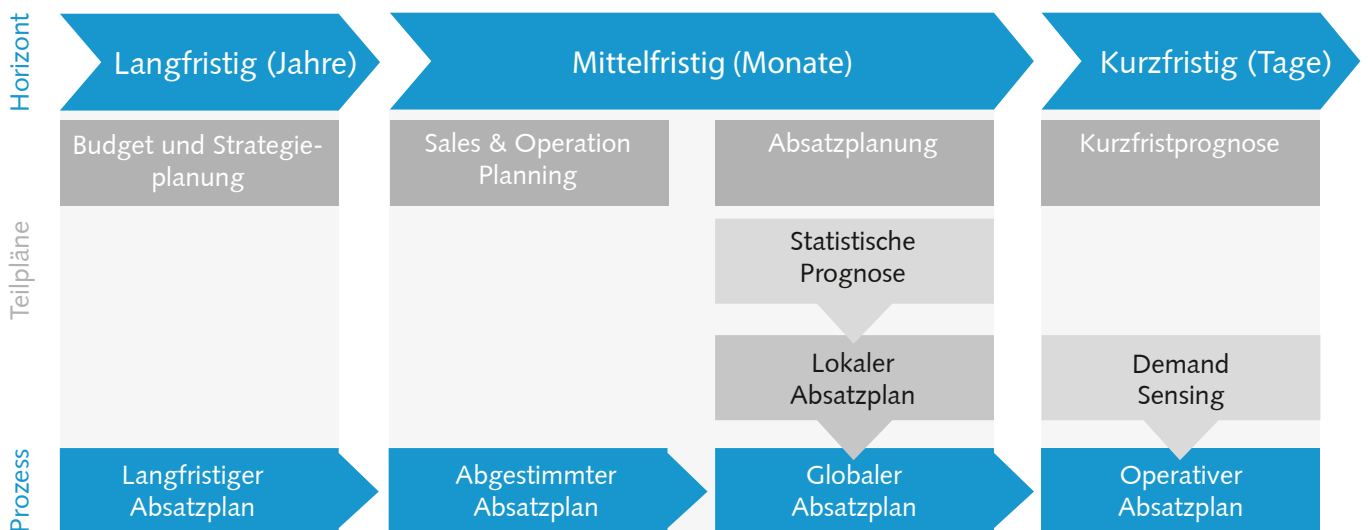 Horizont
Langfristig (Jahre)
Mittelfristig (Monate)
Kurzfristig (Tage)
Budget und Strategie-
planung
Sales & Operation
Planning
Absatzplanung
Kurzfristprognose
Teilpläne
Statistische
Prognose
Lokaler
Absatzplan
Demand
Sensing
Prozess
Langfristiger
Absatzplan
Abgestimmter
Absatzplan
Globaler
Absatzplan
Operativer
Absatzplan